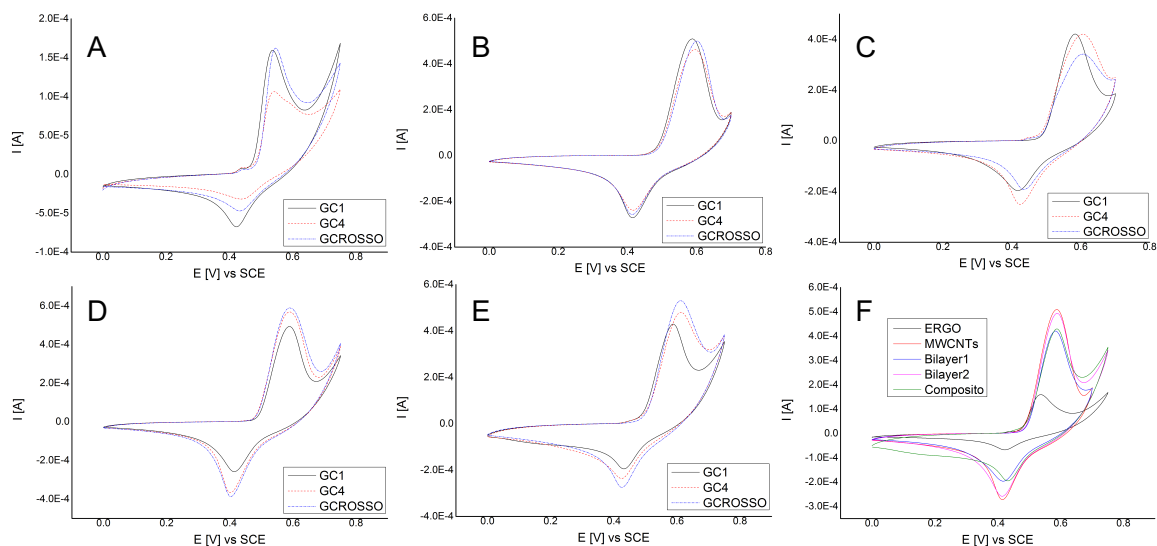 A
I [A]
2.0E-4
1.5E-4
1.0E-4
5.0E-5
0.0
-5.0E-5
-1.0E-4
0.0 0.2 0.4 0.6 0.8
E [V] vs SCE
GC1
GC4
GCROSSO
B
I [A]
6.0E-4
4.0E-4
2.0E-4
0.0
-2.0E-4
-4.0E-4
0.0 0.2 0.4 0.6 0.8
E [V] vs SCE
GC1
GC4
GCROSSO
C
I [A]
4.0E-4
2.0E-4
0.0
-2.0E-4
-4.0E-4
0.0 0.2 0.4 0.6 0.8
E [V] vs SCE
GC1
GC4
GCROSSO
D
I [A]
6.0E-4
4.0E-4
2.0E-4
0.0
-2.0E-4
-4.0E-4
0.0 0.2 0.4 0.6 0.8
E [V] vs SCE
GC1
GC4
GCROSSO
E
I [A]
6.0E-4
4.0E-4
2.0E-4
0.0
-2.0E-4
-4.0E-4
0.0 0.2 0.4 0.6 0.8
E [V] vs SCE
GC1
GC4
GCROSSO
F
I [A]
6.0E-4
5.0E-4
4.0E-4
3.0E-4
2.0E-4
1.0E-4
0.0
-1.0E-4
-2.0E-4
-3.0E-4
0.0 0.2 0.4 0.6 0.8
E [V] vs SCE
ERGO
MWCNTs
Bilayer1
Bilayer2
Composito